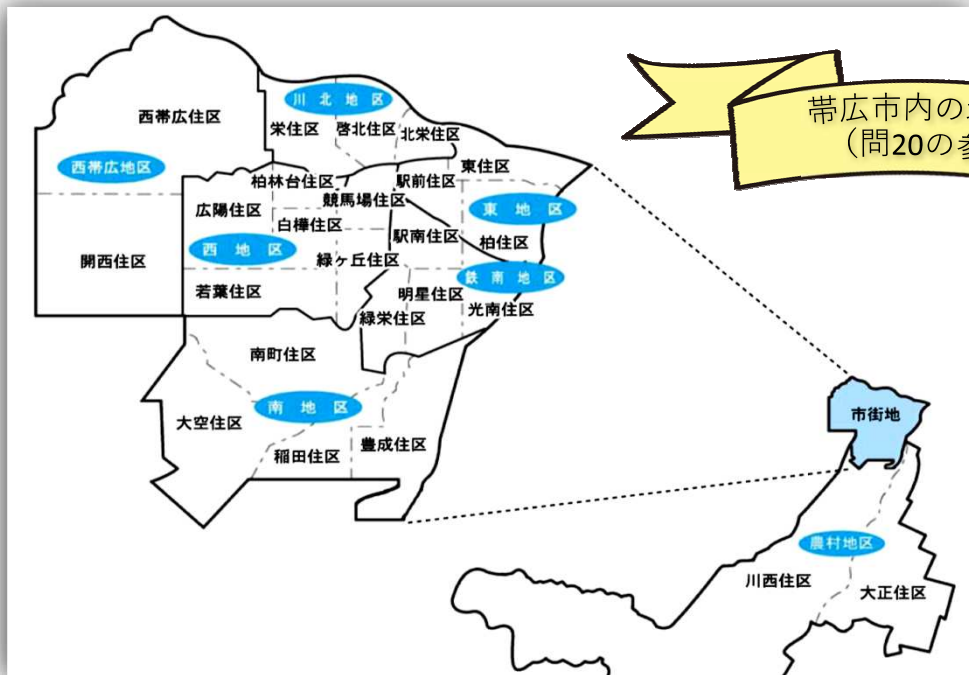 帯広市内の
(問20の
川北地区
西帯広住区
栄住区
啓北住区
北栄住区
西帯広地区
柏林台住区
駅前住区
東住区
広陽住区
競馬場住区
東地区
白樺住区
西地区
駅南住区
柏住区
開西住区
緑ヶ丘住区
鉄南地区
若葉住区
明星住区
光南住区
緑栄住区
南町住区
南地区
大空住区
稲田住区
豊成住区
市街地
農村地区
川西住区
大正住区